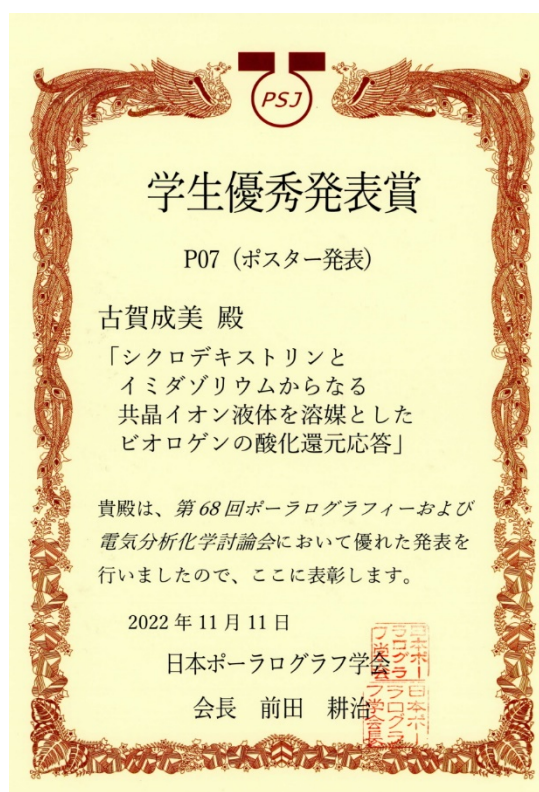 PSJ
学生優秀発表賞
P07（ポスター発表）
古賀成美 殿
「シクロデキストリンと
イミダゾリウムからなる
共晶イオン液体を溶媒とした
ビオロゲンの酸化還元応答」
貴殿は、第68回ポーラログラフィーおよび
電気分析化学討論会において優れた発表を
行いましたので、ここに表彰します。
2022年11月11日
日本ポーラログラフ学会
会長 前田 耕治